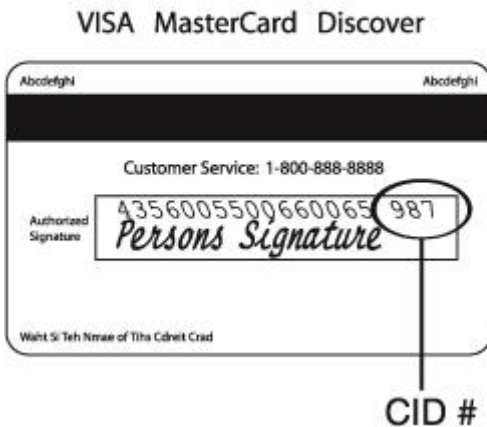 VISA MasterCard Discover
Abcdefghi Abcdefghi
Customer Service: 1-800-888-8888
4356005500660065 987
Authorized
Signature
Persons Signature
Waht Si Teh Nmae of Tihs Cdreit Crad
CID #